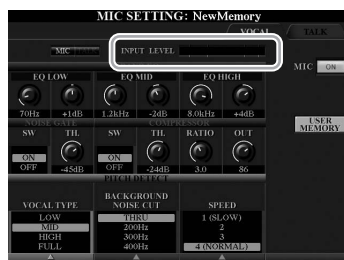 MIC SETTING: NewMemory
VOCAL TALK
MIC INPUT LEVEL
MIC ON
EQ LOW EQ MID EQ HIGH
70Hz +1dB 1.2kHz -2dB 8.0kHz +4dB
NOISE GATE COMPRESSOR
SW TH. SW TH. RATIO OUT
ON ON
OFF -45dB OFF -24dB 3.0 86
USER
MEMORY
PITCH DETECT
VOCAL TYPE BACKGROUND
NOISE CUT SPEED
LOW THRU 1 (SLOW)
MID 200Hz 2
HIGH 300Hz 3
FULL 400Hz 4 (NORMAL)